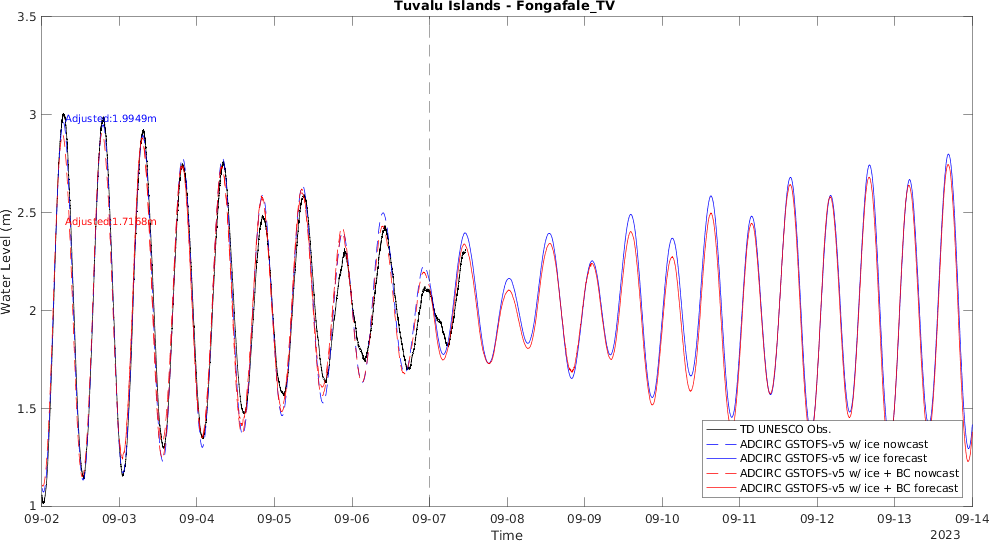 Tuvalu Islands - Fongafale_TV
3.5
3
2.5
2
1.5
1
Water Level (m)
Adjusted:1.9949m
Adjusted:1.7168m
TD UNESCO Obs.
ADCIRC GSTOFS-v5 w/ ice nowcast
ADCIRC GSTOFS-v5 w/ ice forecast
ADCIRC GSTOFS-v5 w/ ice + BC nowcast
ADCIRC GSTOFS-v5 w/ ice + BC forecast
09-02 09-03 09-04 09-05 09-06 09-07 09-08 09-09 09-10 09-11 09-12 09-13 09-14
Time
2023